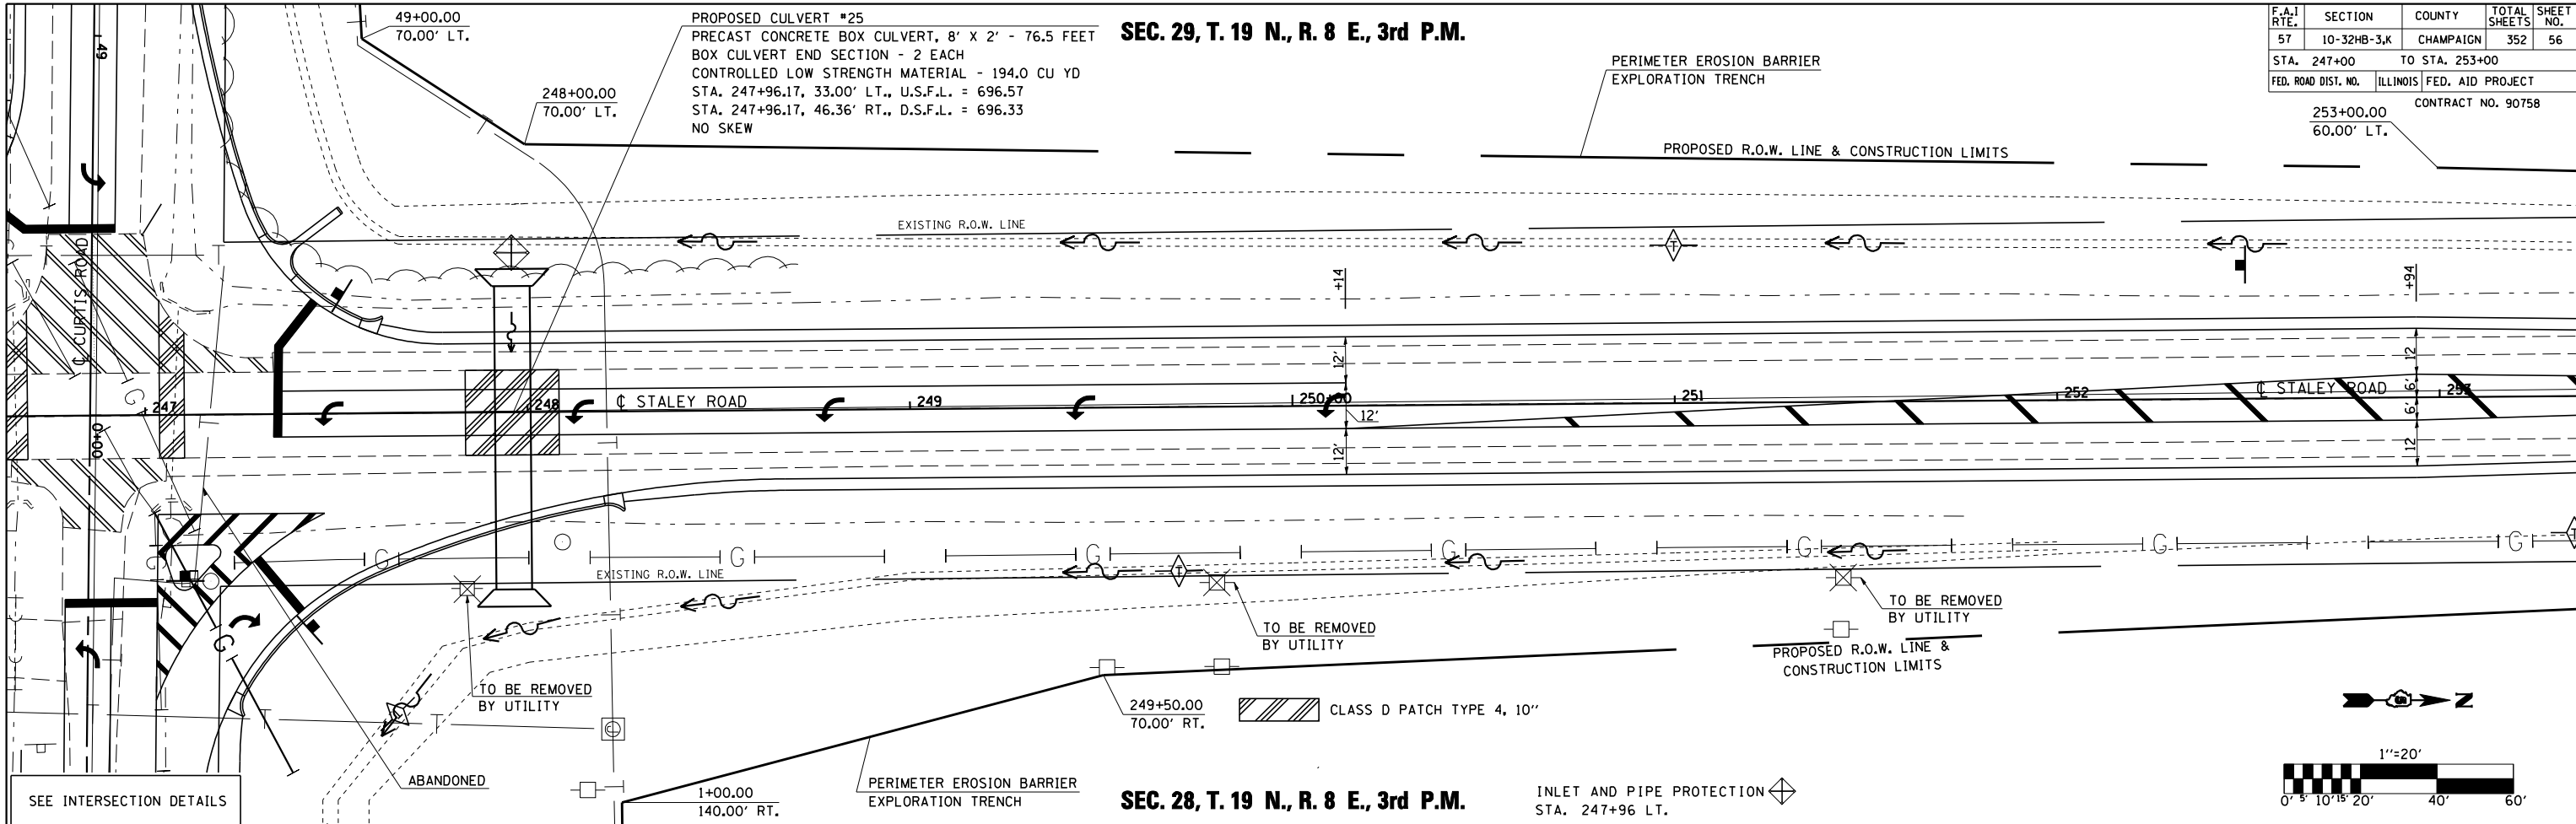 49+00.00
70.00' LT.
PROPOSED CULVERT #25
PRECAST CONCRETE BOX CULVERT, 8' X 2' - 76.5 FEET
BOX CULVERT END SECTION - 2 EACH
CONTROLLED LOW STRENGTH MATERIAL - 194.0 CU YD
STA. 247+96.17, 33.00' LT., U.S.F.L. = 696.57
STA. 247+96.17, 46.36' RT., D.S.F.L. = 696.33
NO SKEW
SEC. 29, T. 19 N., R. 8 E., 3rd P.M.
F.A.I RTE. SECTION COUNTY TOTAL SHEETS SHEET NO.
57 10-32HB-3,K CHAMPAIGN 352 56
STA. 247+00 TO STA. 253+00
FED. ROAD DIST. NO. ILLINOIS FED. AID PROJECT
CONTRACT NO. 90758
248+00.00
70.00' LT.
PERIMETER EROSION BARRIER
EXPLORATION TRENCH
253+00.00
60.00' LT.
PROPOSED R.O.W. LINE & CONSTRUCTION LIMITS
49
EXISTING R.O.W. LINE
T
+14
+94
℄ CURTIS ROAD
12'
12
G
247
248
℄ STALEY ROAD
249
250+00
251
252
℄ STALEY ROAD
253
6'
6'
12'
12'
12
00+0
G
G
G
G
G
G
G
T
T
EXISTING R.O.W. LINE
TO BE REMOVED
BY UTILITY
TO BE REMOVED
BY UTILITY
G
PROPOSED R.O.W. LINE &
CONSTRUCTION LIMITS
TO BE REMOVED
BY UTILITY
249+50.00
70.00' RT.
CLASS D PATCH TYPE 4, 10''
N
ABANDONED
PERIMETER EROSION BARRIER
EXPLORATION TRENCH
1''=20'
SEE INTERSECTION DETAILS
1+00.00
140.00' RT.
SEC. 28, T. 19 N., R. 8 E., 3rd P.M.
INLET AND PIPE PROTECTION
STA. 247+96 LT.
0' 5' 10' 15' 20' 40' 60'